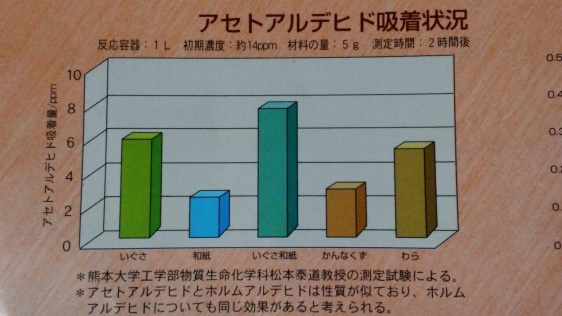 アセトアルデヒド吸着状況
反応容器：1L　初期濃度：約14ppm　材料の量：5g　測定時間：2時間後
アセトアルデヒド吸着量/ppm
10
8
6
4
2
0
いぐさ　和紙　いぐさ和紙　かんなくず　わら
0.5
0.4
0.3
0.2
＊熊本大学工学部物質生命化学科松本泰道教授の測定試験による。
＊アセトアルデヒドとホルムアルデヒドは性質が似ており、ホルム
アルデヒドについても同じ効果があると考えられる。